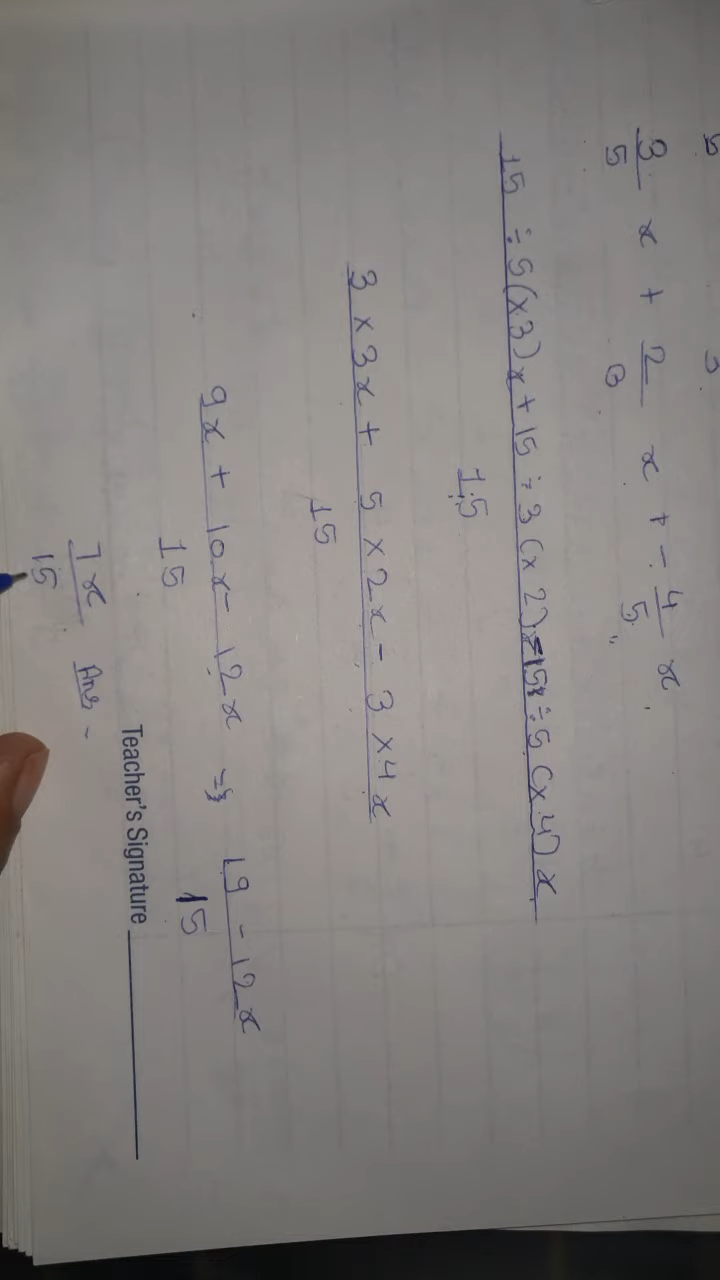 3/5 x + 2/3 x + - 4/5 x
15 ÷ 5(×3)x + 15 ÷ 3(×2)x - 15 ÷ 5(×4)x
15
3×3x + 5×2x - 3×4x
15
9x + 10x - 12x ⇒ 19 - 12x
15 15
7x Ans-
15
Teacher's Signature